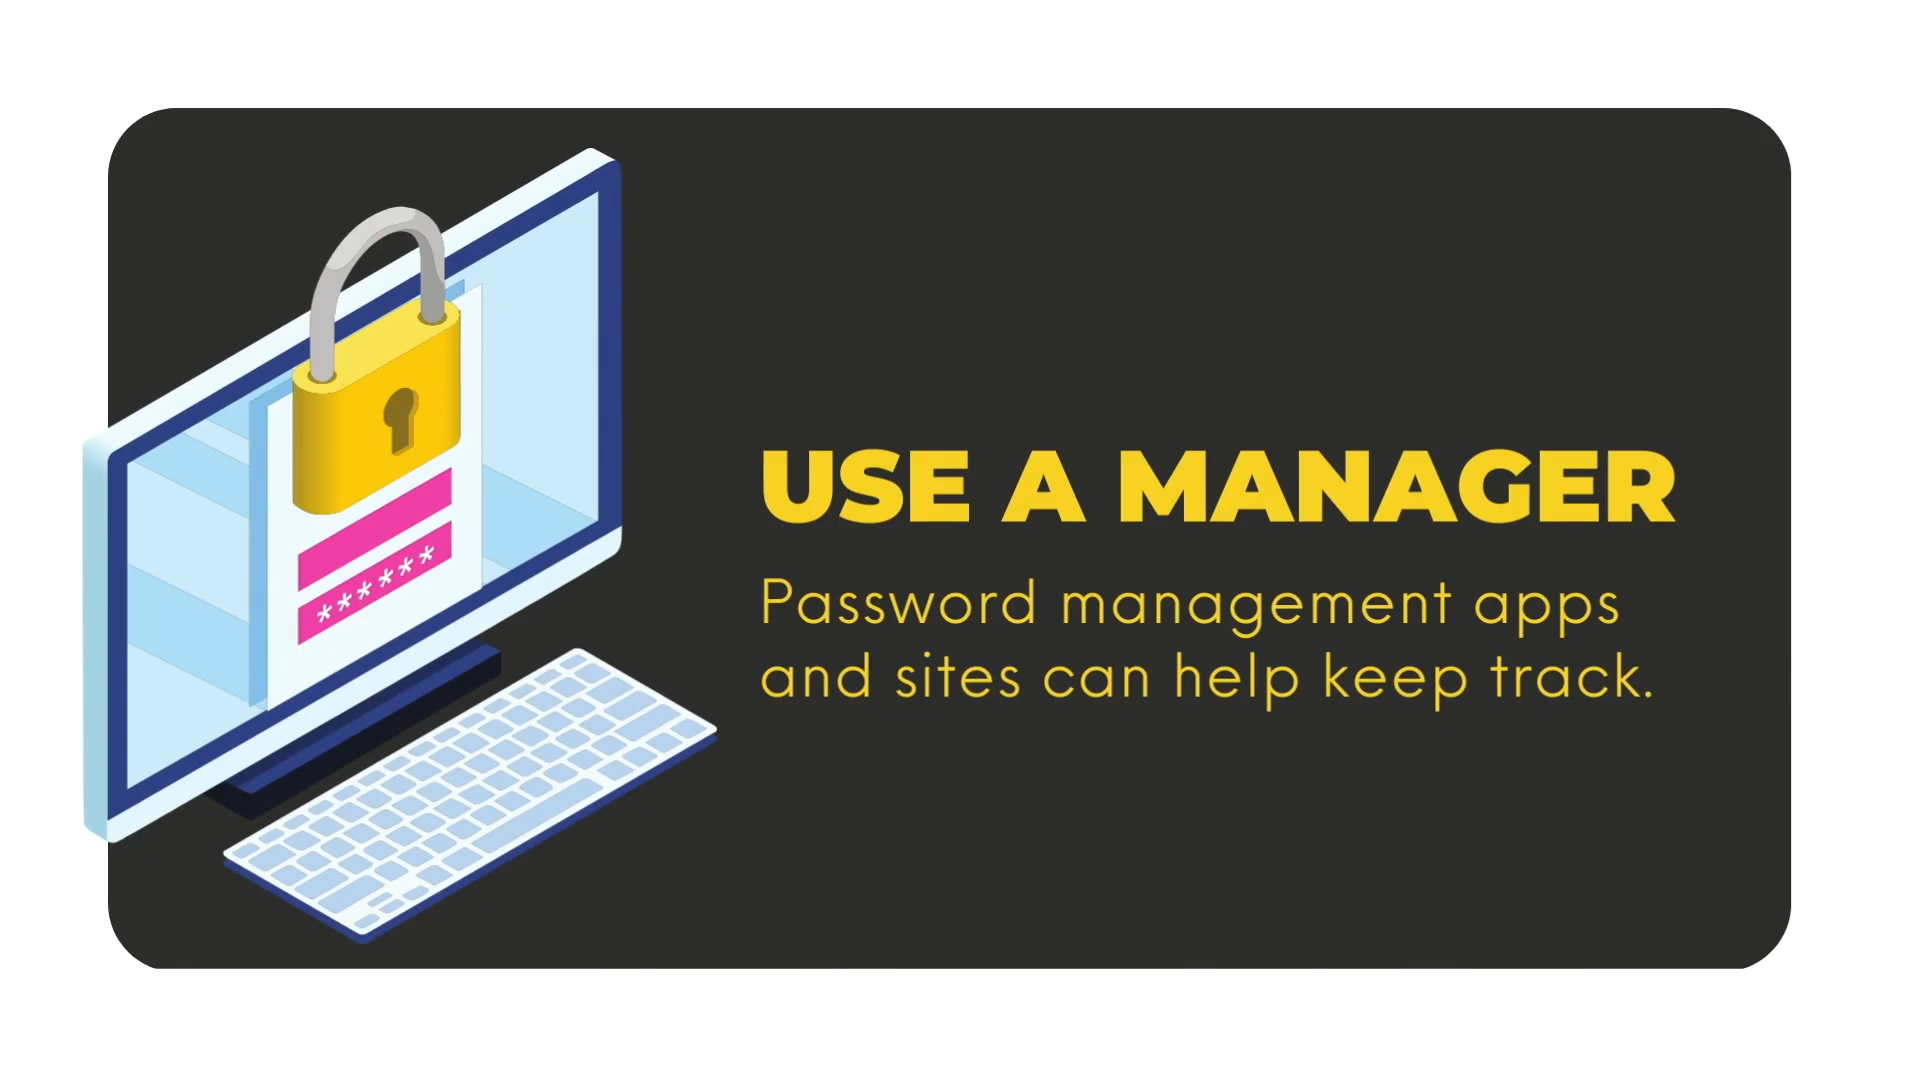 USE A MANAGER
Password management apps
and sites can help keep track.
******